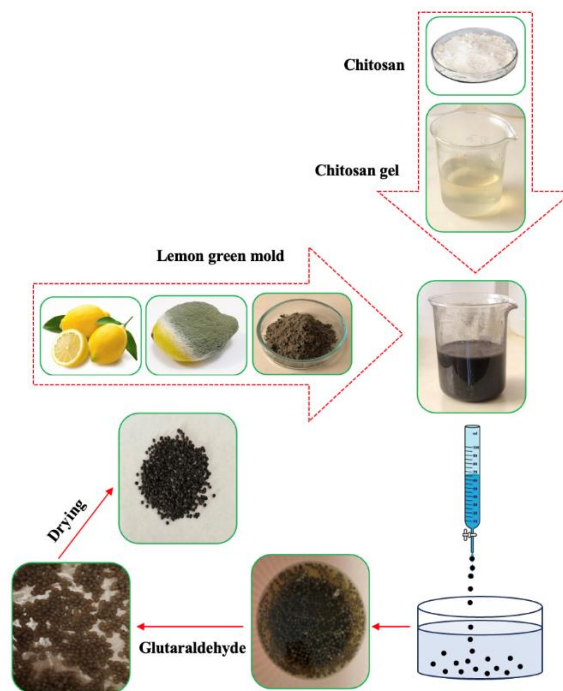 Chitosan
Chitosan gel
Lemon green mold
Drying
Glutaraldehyde